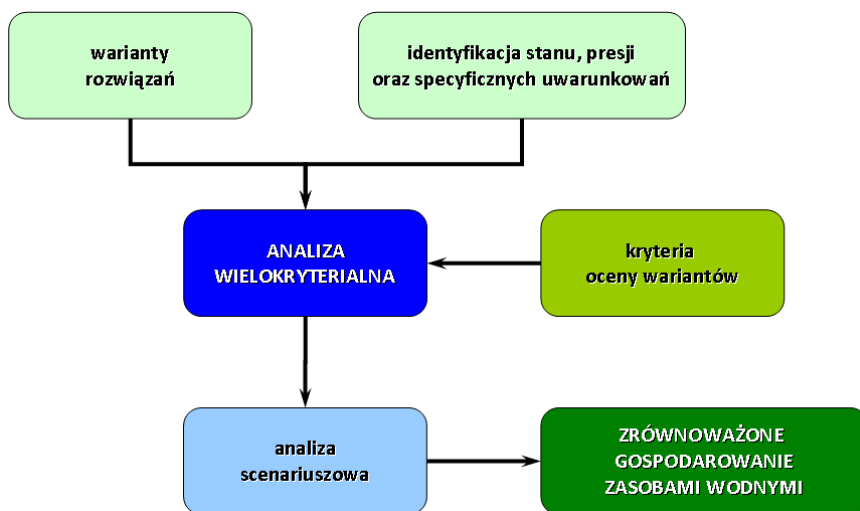 warianty
rozwiązań
identyfikacja stanu, presji
oraz specyficznych uwarunkowań
ANALIZA
WIELOKRYTERIALNA
kryteria
oceny wariantów
analiza
scenariuszowa
ZRÓWNOWAŻONE
GOSPODAROWANIE
ZASOBAMI WODNYMI